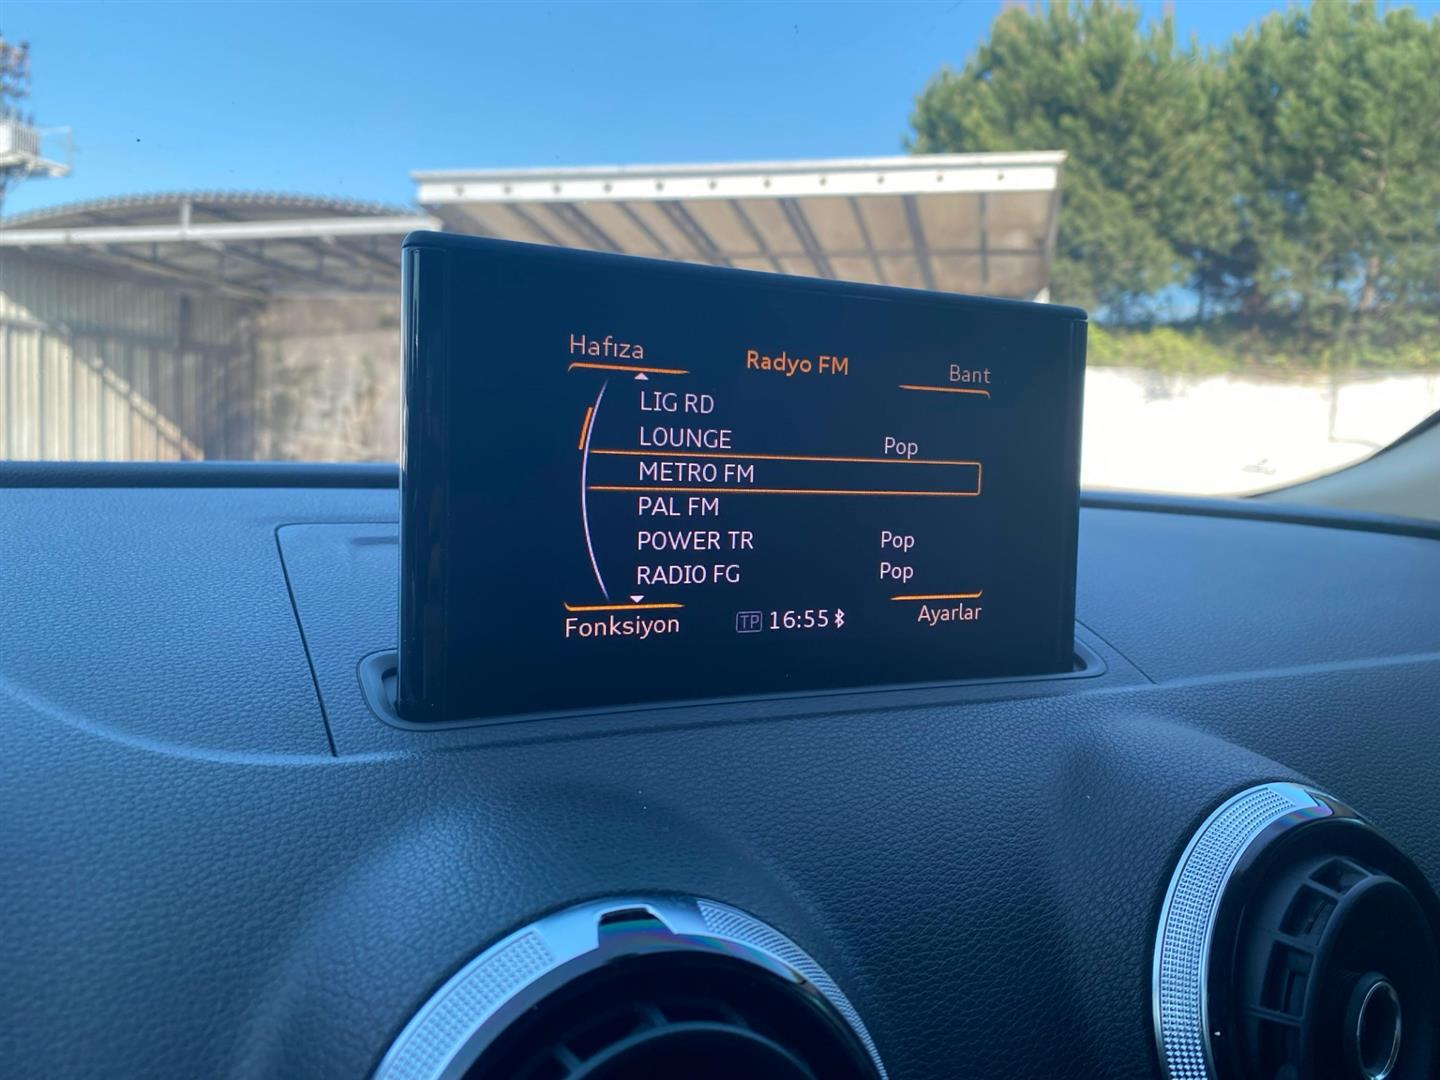 Hafıza
Radyo FM
Bant
LIG RD
LOUNGE Pop
METRO FM
PAL FM
POWER TR Pop
RADIO FG Pop
Fonksiyon
TP 16:55
Ayarlar